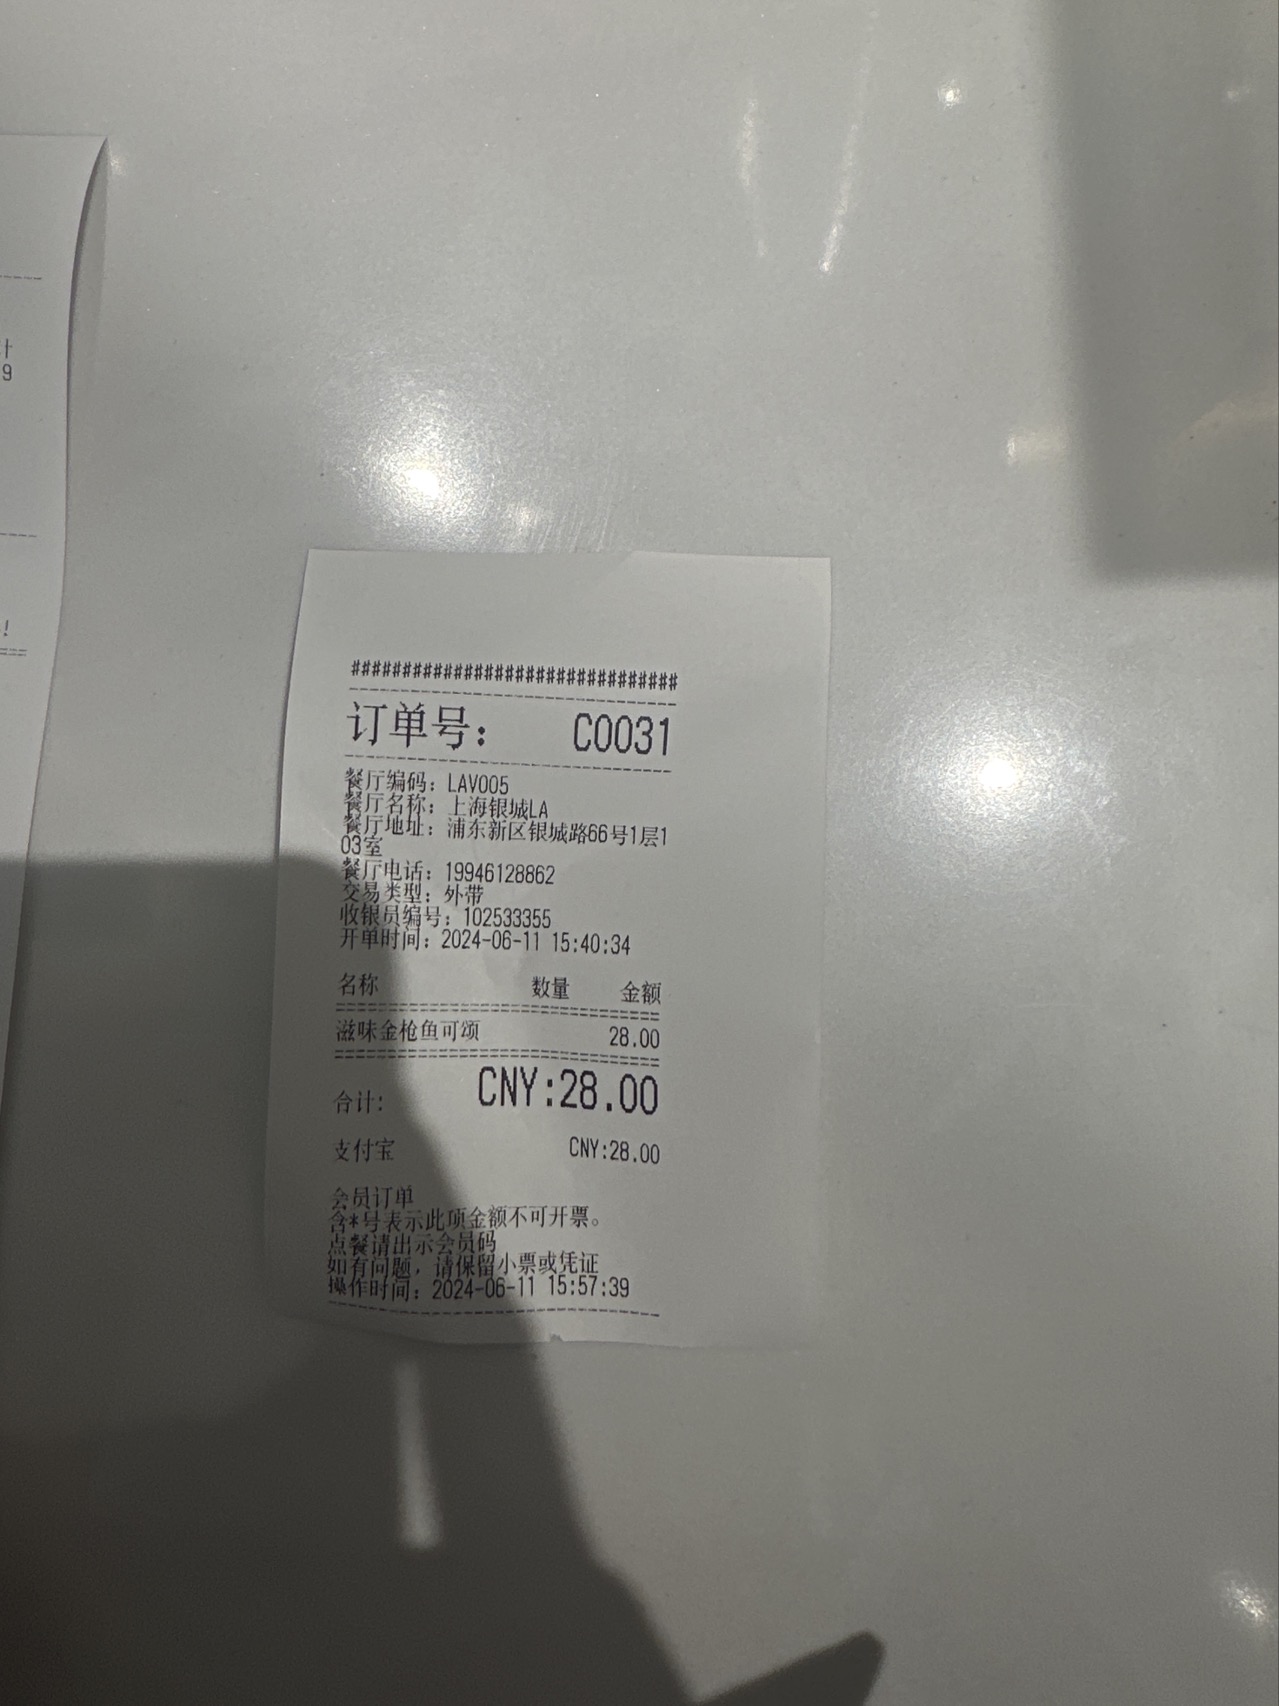 计
9
!
################################
订单号： C0031
餐厅编码：LAV005
餐厅名称：上海银城LA
餐厅地址：浦东新区银城路66号1层1
03室
餐厅电话：19946128862
交易类型：外带
收银员编号：102533355
开单时间：2024-06-11 15:40:34
名称 数量 金额
滋味金枪鱼可颂 28.00
合计： CNY:28.00
支付宝 CNY:28.00
会员订单
含*号表示此项金额不可开票。
点餐请出示会员码
如有问题，请保留小票或凭证
操作时间：2024-06-11 15:57:39